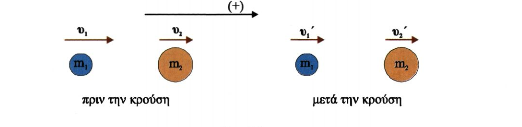 (+)
υ₁ υ₂ υ₁΄ υ₂΄
m₁ m₂ m₁ m₂
πριν την κρούση μετά την κρούση